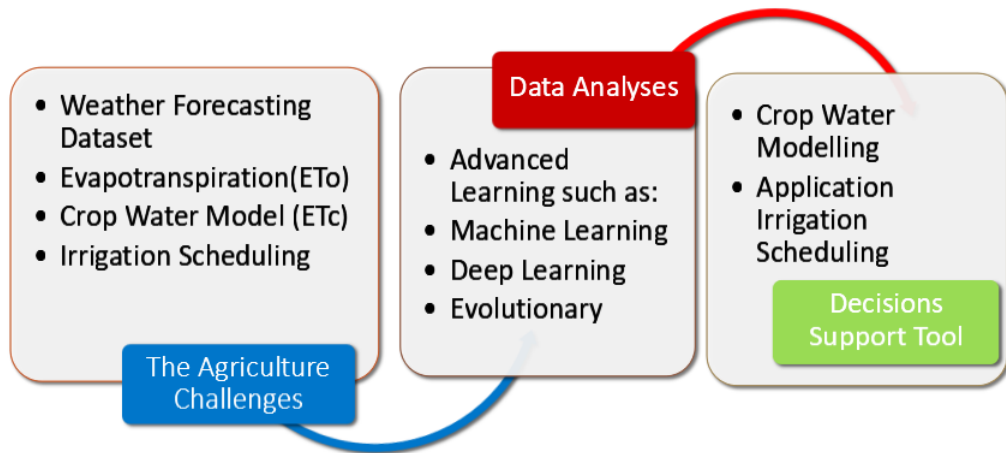 • Weather Forecasting
Dataset
• Evapotranspiration(ETo)
• Crop Water Model (ETc)
• Irrigation Scheduling
The Agriculture
Challenges
Data Analyses
• Advanced
Learning such as:
• Machine Learning
• Deep Learning
• Evolutionary
• Crop Water
Modelling
• Application
Irrigation
Scheduling
Decisions
Support Tool